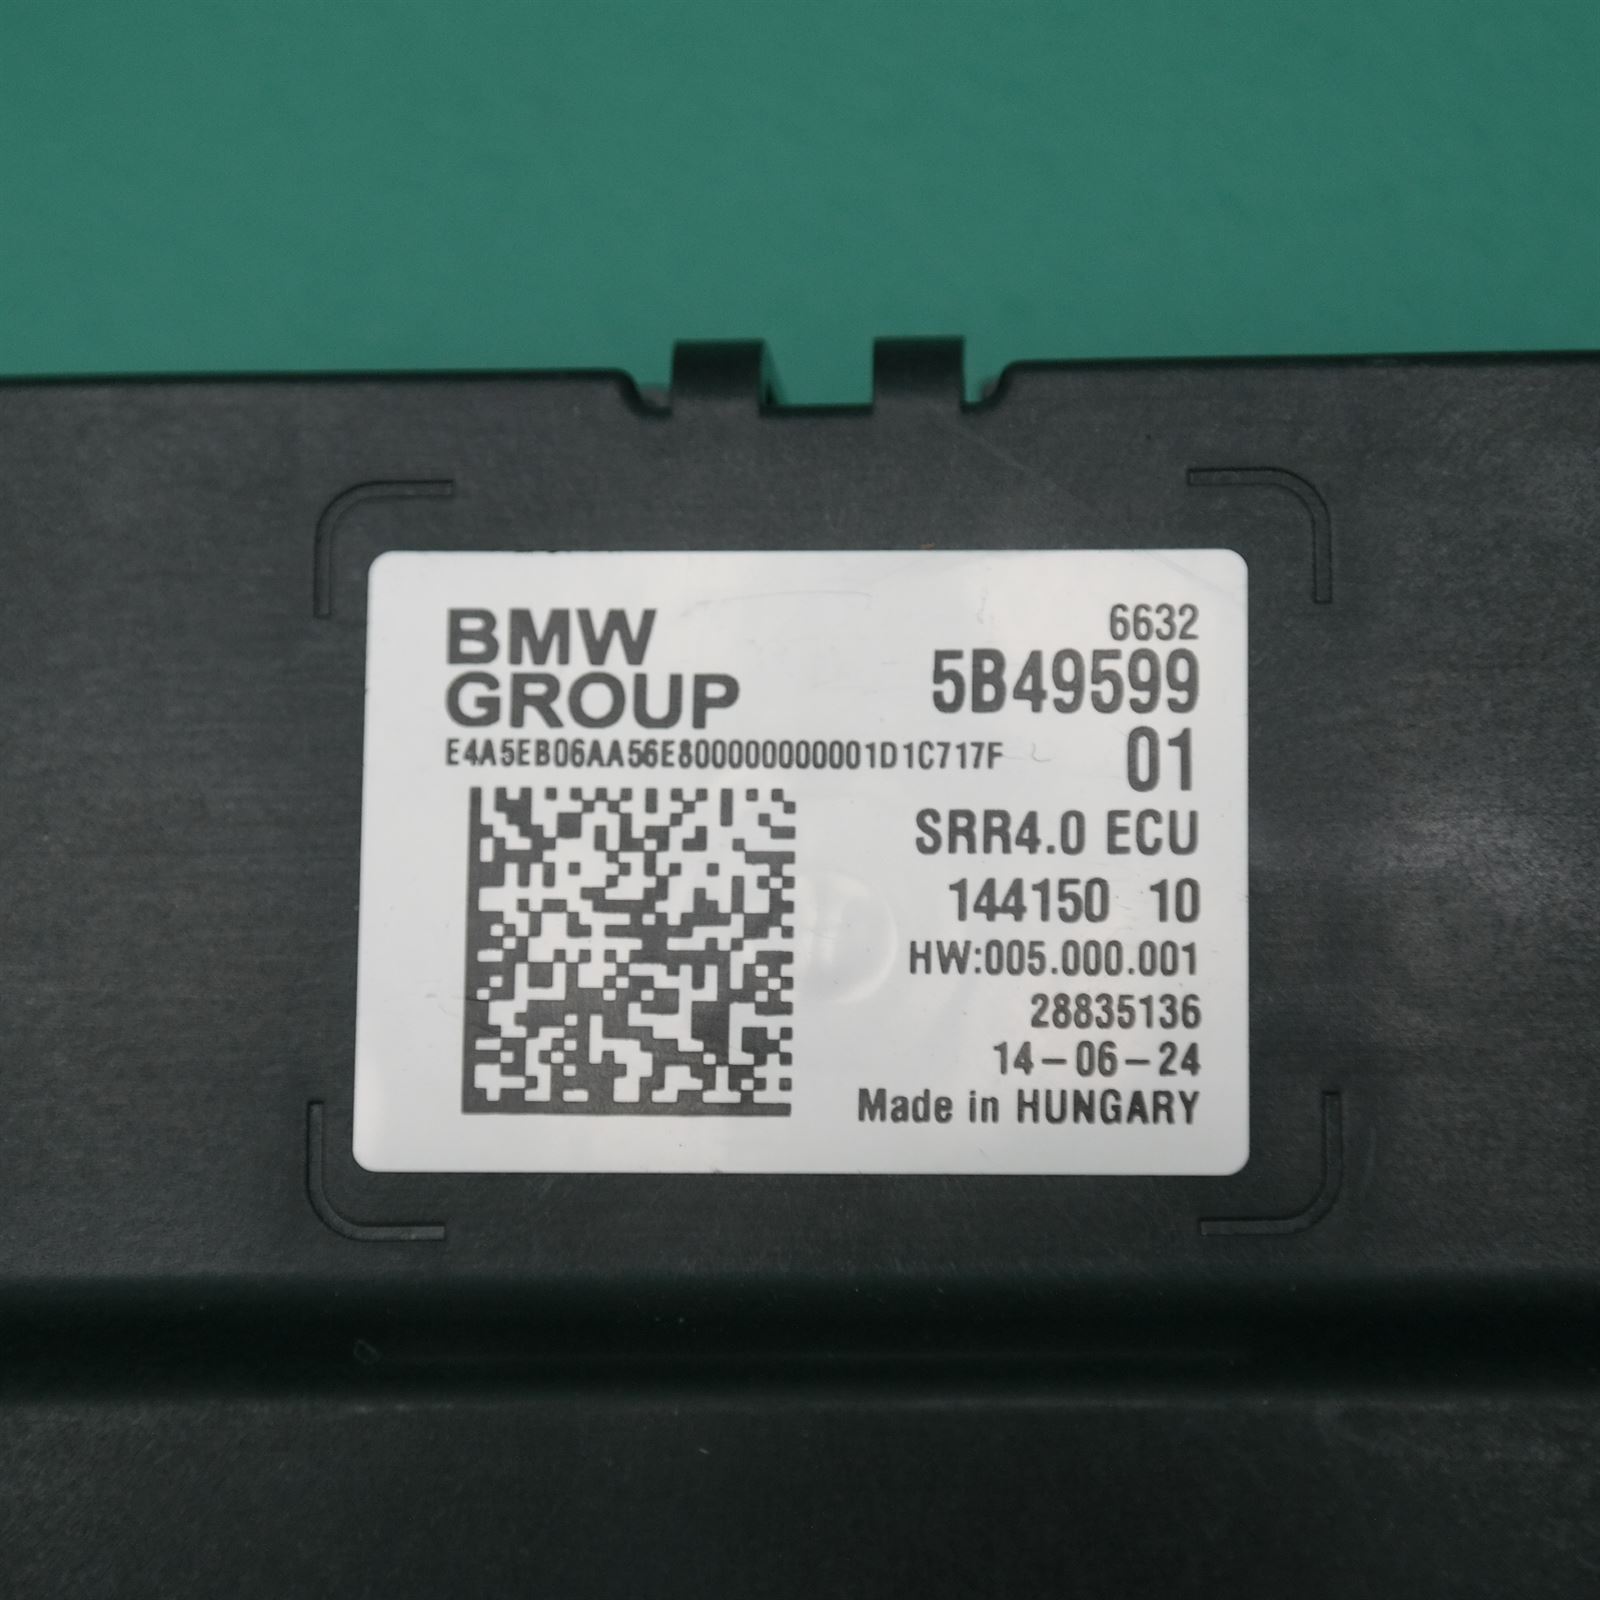 BMW
GROUP
E4A5EB06AA56E800000000001D1C717F
6632
5B49599
01
SRR4.0 ECU
144150 10
HW:005.000.001
28835136
14-06-24
Made in HUNGARY